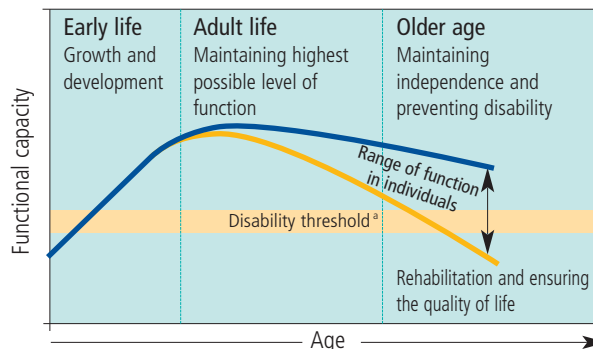 Early life
Growth and
development
Adult life
Maintaining highest
possible level of
function
Older age
Maintaining
independence and
preventing disability
Functional capacity
Range of function
in individuals
Disability threshold a
Rehabilitation and ensuring
the quality of life
Age